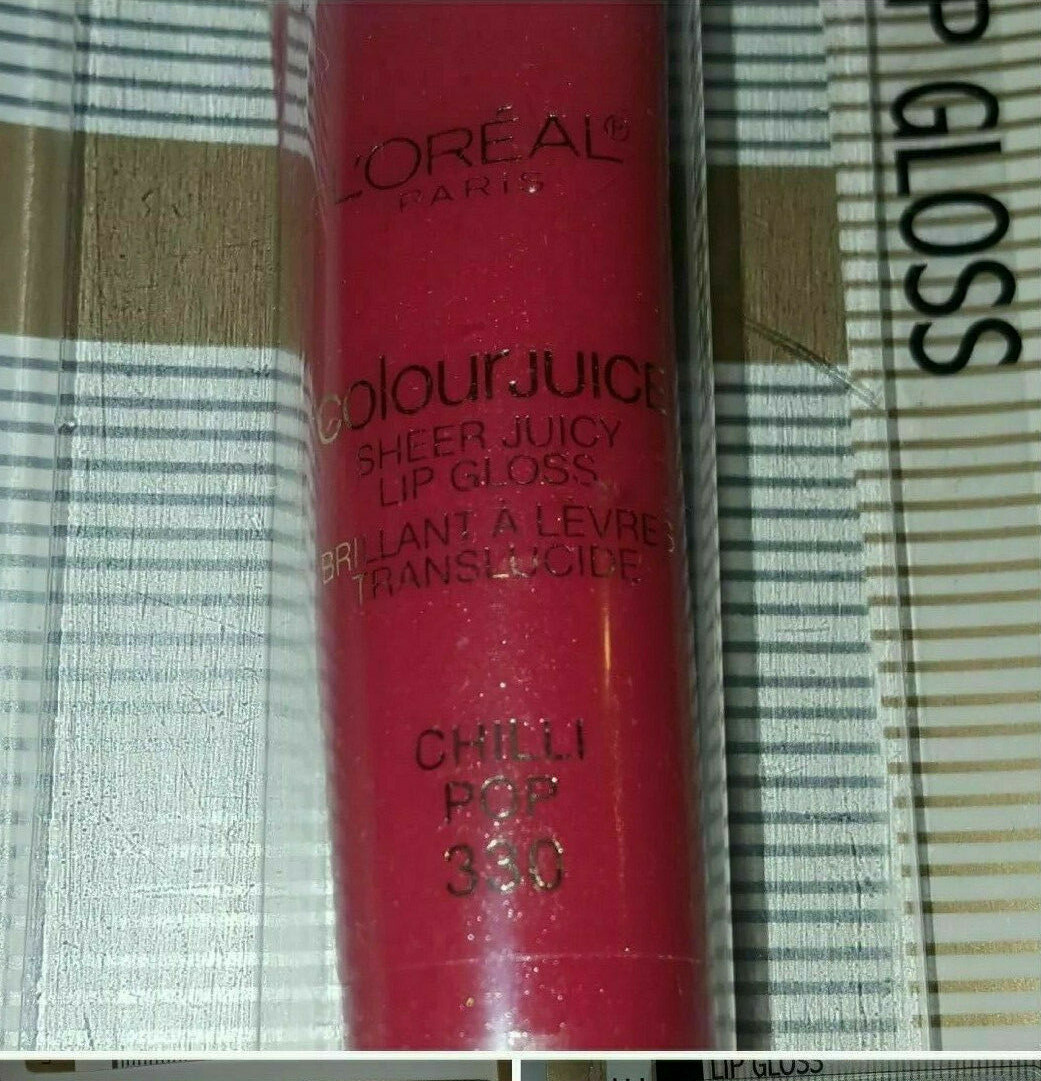 L'ORÉAL®
PARIS
colourJUICE
SHEER JUICY
LIP GLOSS
BRILLANT À LÈVRES
TRANSLUCIDE
CHILLI
POP
330
P GLOSS
LIP GLOSS